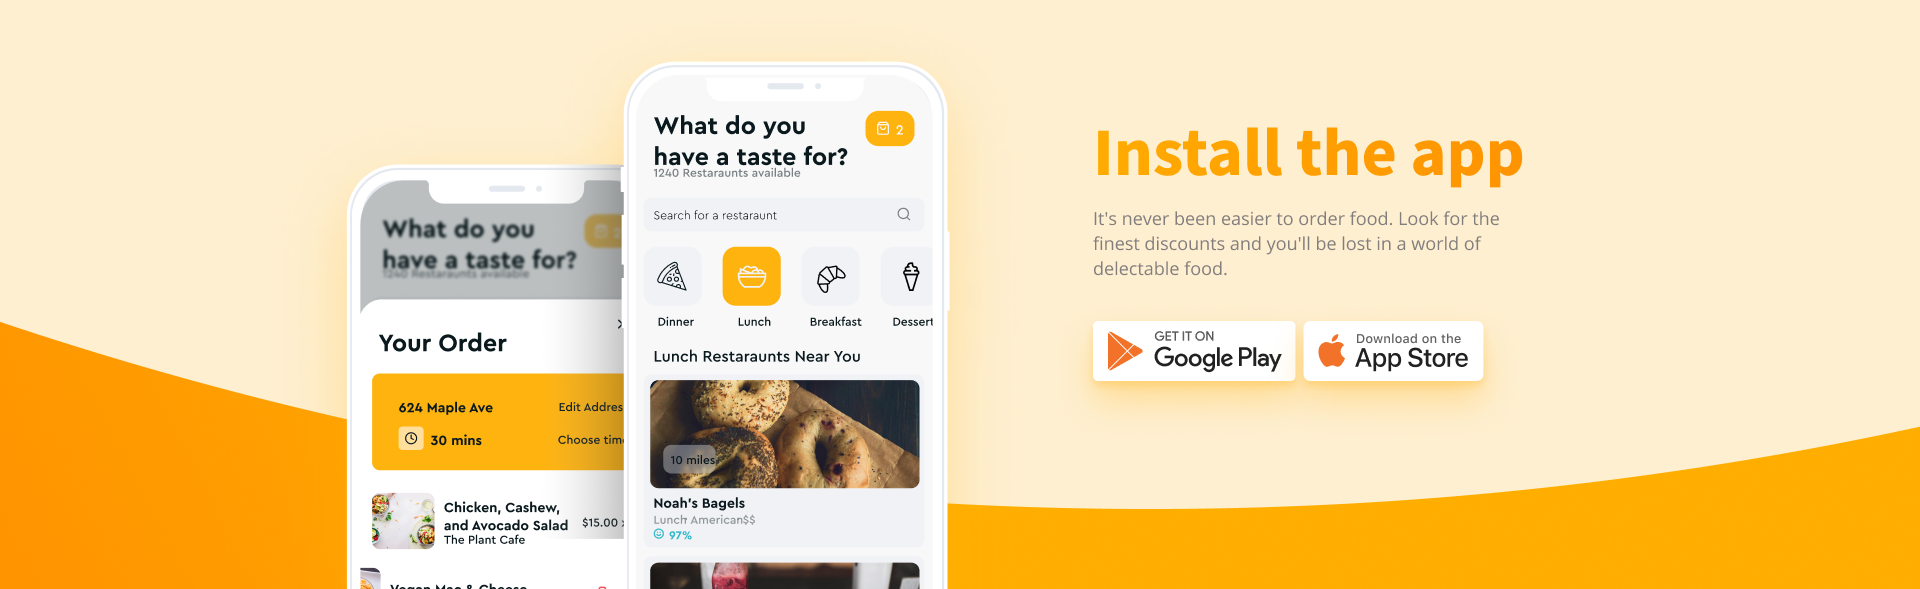 What do you
have a taste for?
1240 Restaraunts available
Your Order
624 Maple Ave
Edit Addres
30 mins
Choose tim
Chicken, Cashew,
and Avocado Salad
$15.00
The Plant Cafe
Vegan Mac & Cheese
What do you
have a taste for?
2
1240 Restaraunts available
Search for a restaraunt
Dinner
Lunch
Breakfast
Dessert
Lunch Restaraunts Near You
10 miles
Noah's Bagels
Lunch American$$
97%
Install the app
It's never been easier to order food. Look for the
finest discounts and you'll be lost in a world of
delectable food.
GET IT ON
Google Play
Download on the
App Store